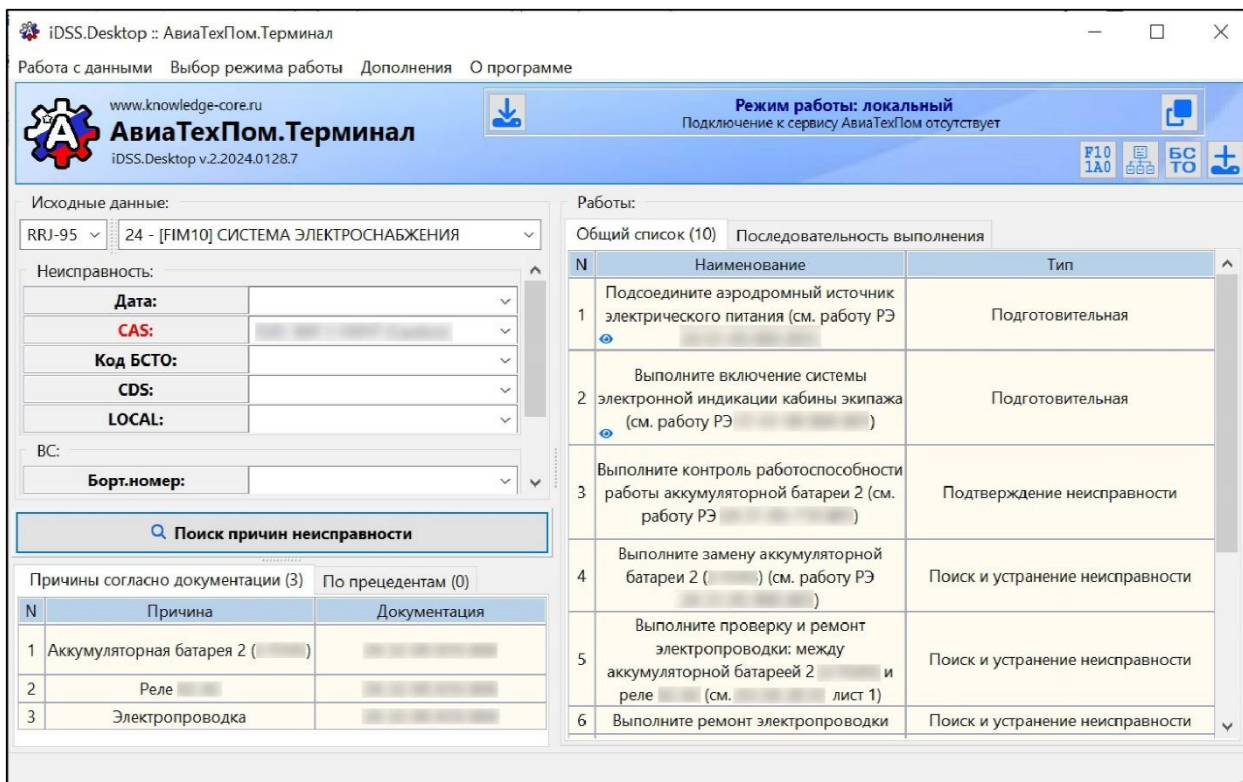 iDSS.Desktop :: АвиаТехПом.Терминал
Работа с данными Выбор режима работы Дополнения О программе
www.knowledge-core.ru
АвиаТехПом.Терминал
iDSS.Desktop v.2.2024.0128.7
Режим работы: локальный
Подключение к сервису АвиаТехПом отсутствует
F10
1A0
БС
ТО
Исходные данные:
RRJ-95 24 - [FIM10] СИСТЕМА ЭЛЕКТРОСНАБЖЕНИЯ
Неисправность:
Дата:
CAS:
Код БСТО:
CDS:
LOCAL:
ВС:
Борт.номер:
Поиск причин неисправности
Причины согласно документации (3) По прецедентам (0)
N Причина Документация
1 Аккумуляторная батарея 2 ( )
2 Реле
3 Электропроводка
Работы:
Общий список (10) Последовательность выполнения
N Наименование Тип
Подсоедините аэродромный источник
1 электрического питания (см. работу РЭ Подготовительная
Выполните включение системы
2 электронной индикации кабины экипажа Подготовительная
(см. работу РЭ )
Выполните контроль работоспособности
3 работы аккумуляторной батареи 2 (см. Подтверждение неисправности
работу РЭ )
Выполните замену аккумуляторной
4 батареи 2 ( ) (см. работу РЭ Поиск и устранение неисправности
)
Выполните проверку и ремонт
электропроводки: между
5 аккумуляторной батареей 2 и Поиск и устранение неисправности
реле (см. лист 1)
6 Выполните ремонт электропроводки Поиск и устранение неисправности